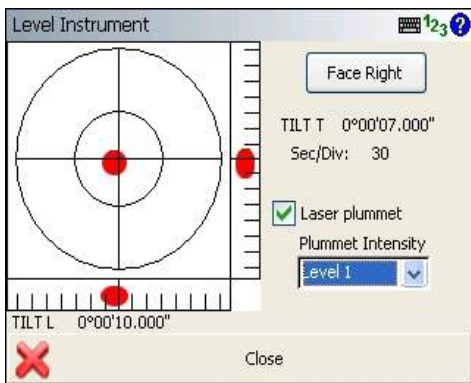 Level Instrument
123
?
Face Right
TILT T 0°00'07.000"
Sec/Div: 30
Laser plummet
Plummet Intensity
Level 1
TILT L 0°00'10.000"
Close